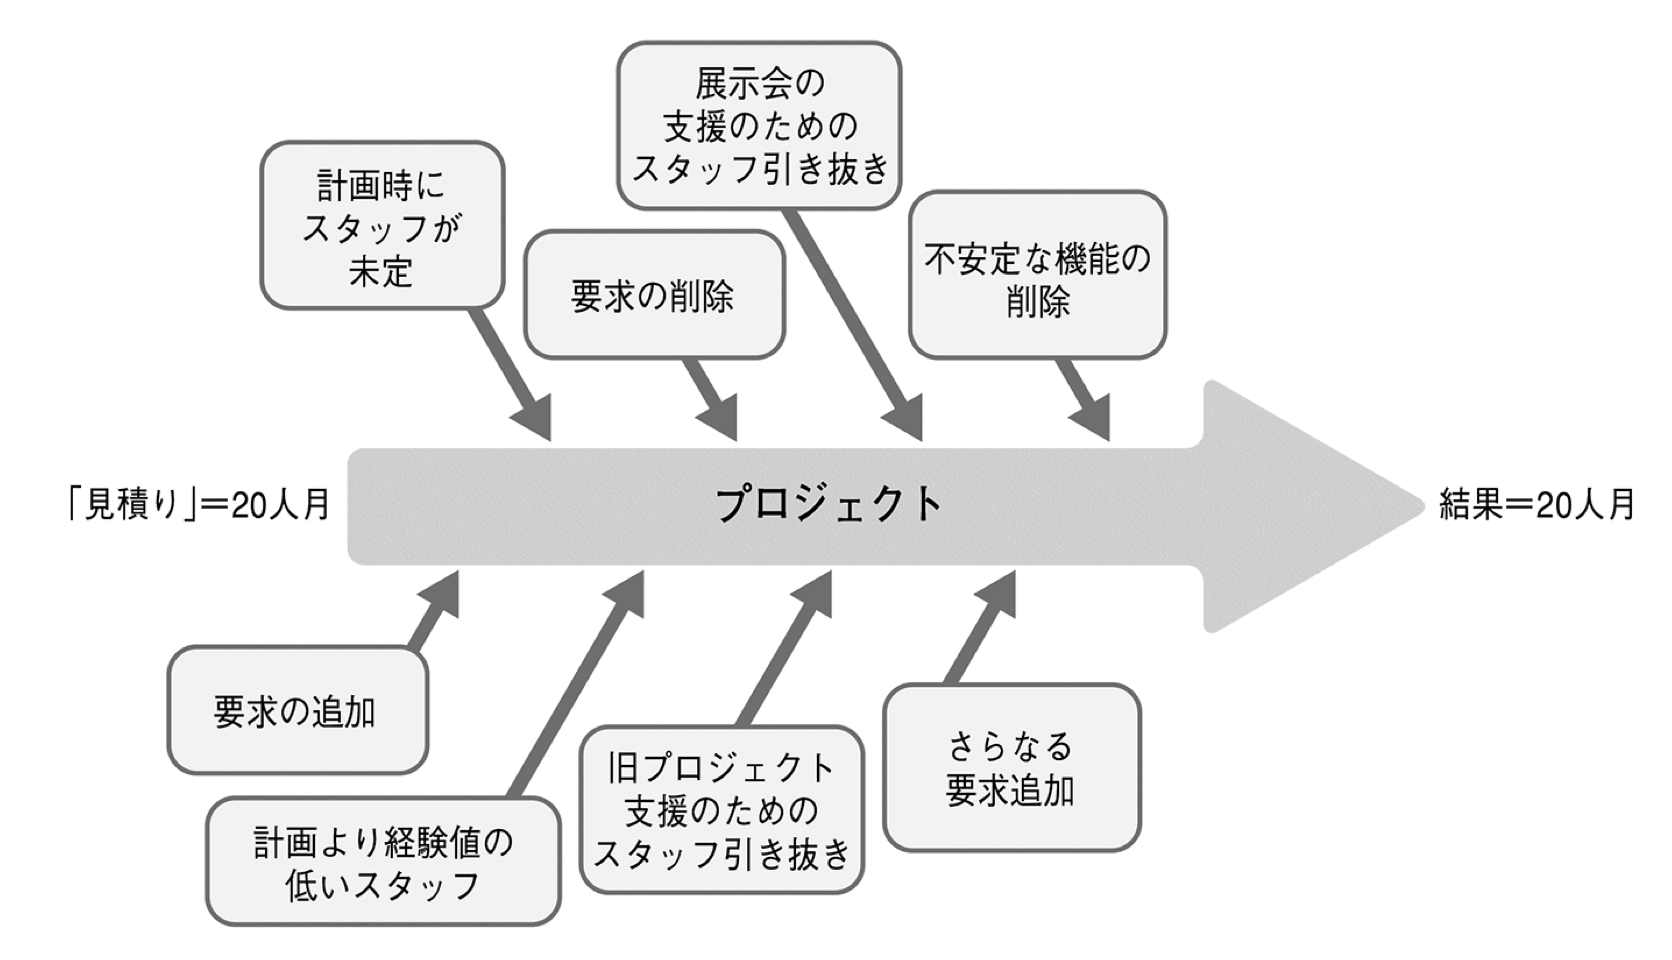 展示会の
支援のための
スタッフ引き抜き
計画時に
スタッフが
未定
要求の削除
不安定な機能の
削除
「見積り」＝20人月
プロジェクト
結果＝20人月
要求の追加
計画より経験値の
低いスタッフ
旧プロジェクト
支援のための
スタッフ引き抜き
さらなる
要求追加